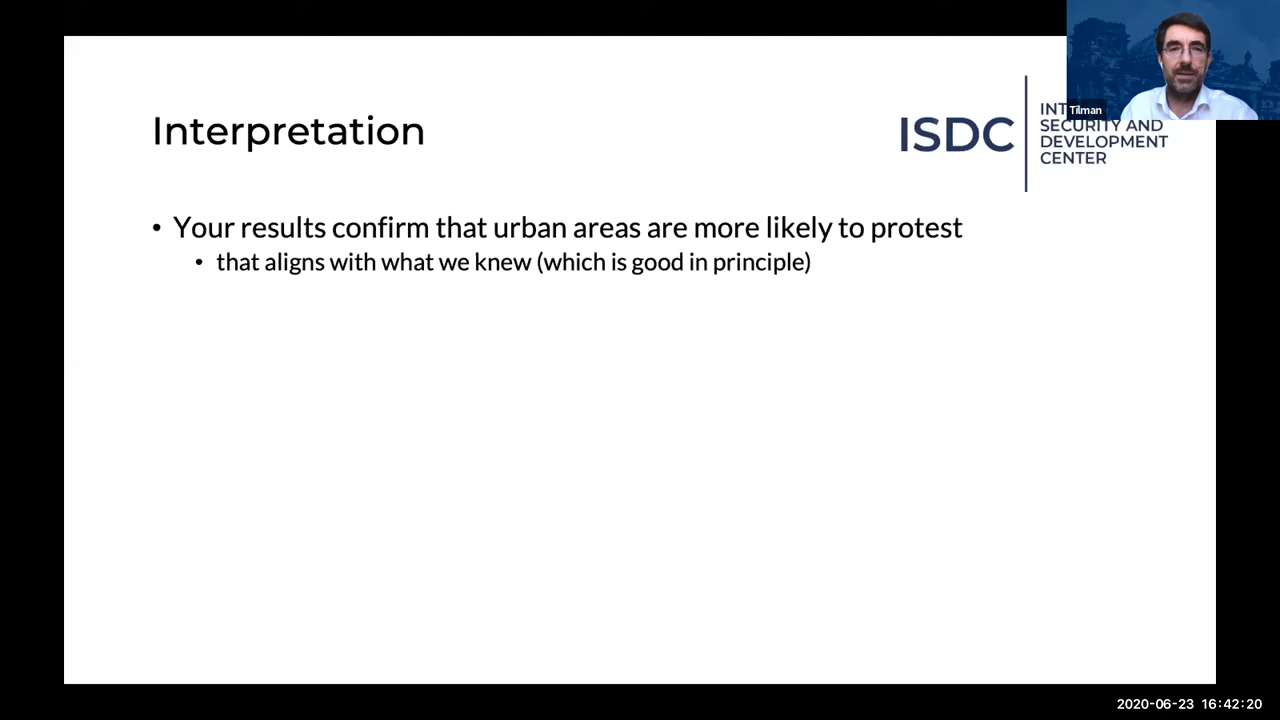 Interpretation
ISDC
INT
SECURITY AND
DEVELOPMENT
CENTER
Tilman
• Your results confirm that urban areas are more likely to protest
• that aligns with what we knew (which is good in principle)
2020-06-23 16:42:20